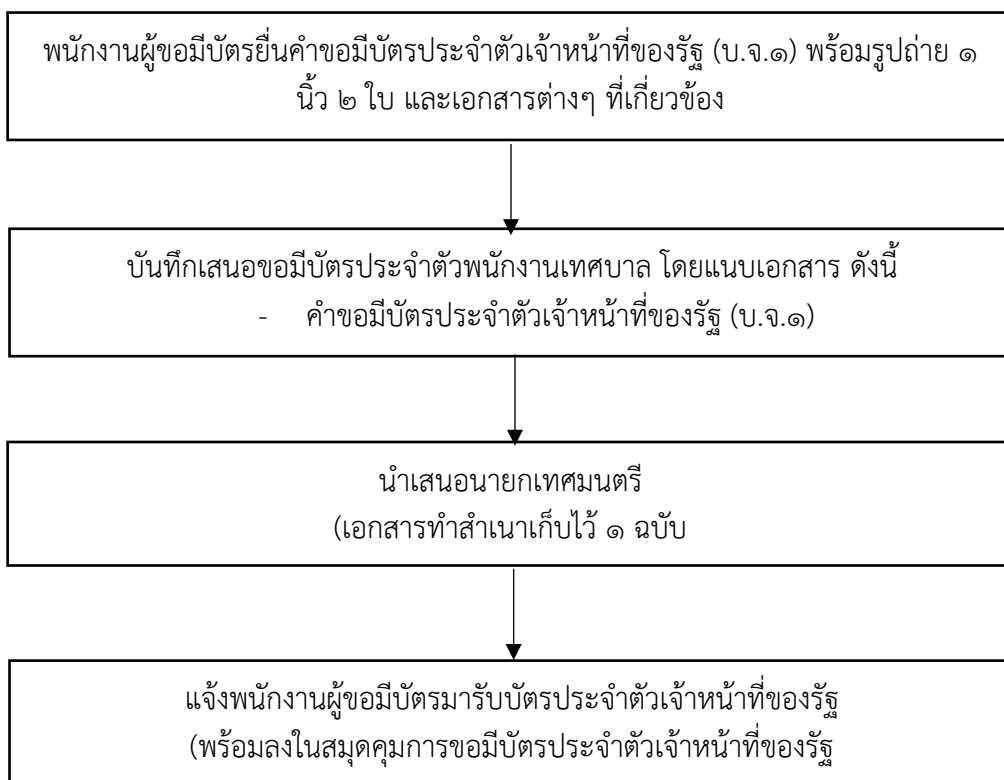 พนักงานผู้ขอมีบัตรยื่นคำขอมีบัตรประจำตัวเจ้าหน้าที่ของรัฐ (บ.จ.๑) พร้อมรูปถ่าย ๑
นิ้ว ๒ ใบ และเอกสารต่างๆ ที่เกี่ยวข้อง
บันทึกเสนอขอมีบัตรประจำตัวพนักงานเทศบาล โดยแนบเอกสาร ดังนี้
- คำขอมีบัตรประจำตัวเจ้าหน้าที่ของรัฐ (บ.จ.๑)
นำเสนอนายกเทศมนตรี
(เอกสารทำสำเนาเก็บไว้ ๑ ฉบับ
แจ้งพนักงานผู้ขอมีบัตรมารับบัตรประจำตัวเจ้าหน้าที่ของรัฐ
(พร้อมลงในสมุดคุมการขอมีบัตรประจำตัวเจ้าหน้าที่ของรัฐ